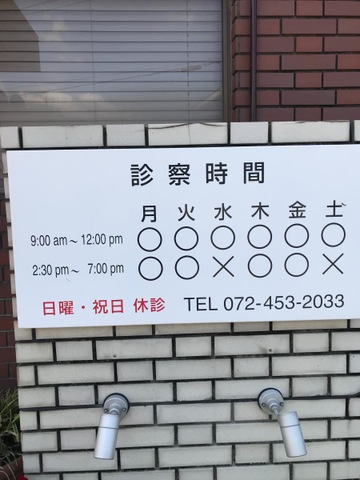 診察時間
月 火 水 木 金 土
9:00 am～12:00 pm ○ ○ ○ ○ ○ ○
2:30 pm～ 7:00 pm ○ ○ × ○ ○ ×
日曜・祝日 休診 TEL 072-453-2033